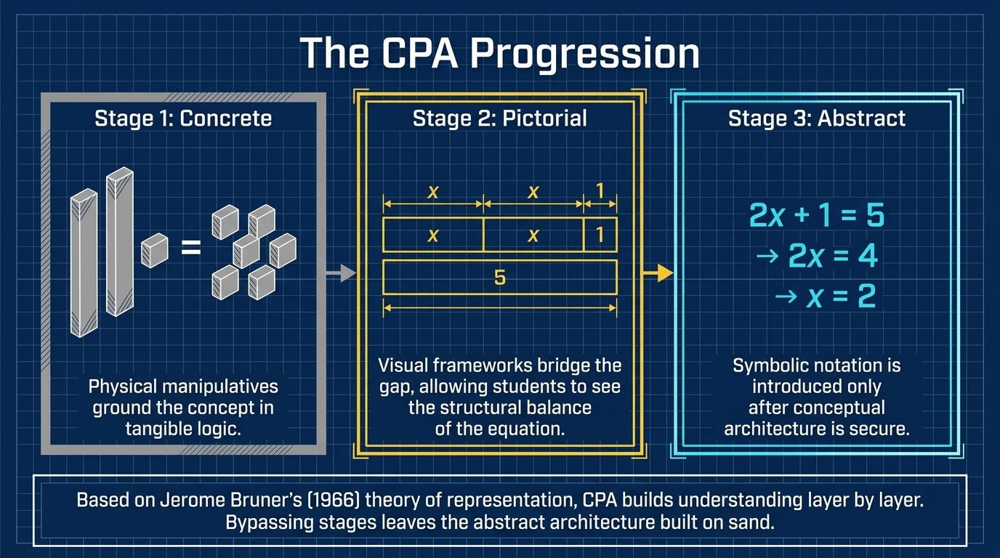 The CPA Progression
Stage 1: Concrete
=
Physical manipulatives
ground the concept in
tangible logic.
Stage 2: Pictorial
x x 1
x x 1
5
Visual frameworks bridge the
gap, allowing students to see
the structural balance
of the equation.
Stage 3: Abstract
2x + 1 = 5
→ 2x = 4
→ x = 2
Symbolic notation is
introduced only
after conceptual
architecture is secure.
Based on Jerome Bruner's (1966) theory of representation, CPA builds understanding layer by layer.
Bypassing stages leaves the abstract architecture built on sand.